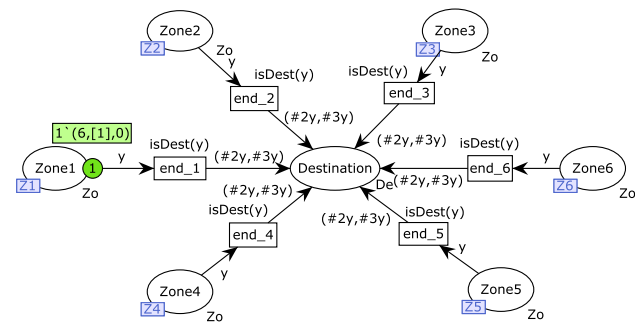 Zone2
Z2
Zo
y
isDest(y)
end_2
(#2y,#3y)
Zone3
Z3
Zo
y
isDest(y)
end_3
(#2y,#3y)
1`(6,[1],0)
Zone1
1
Z1
Zo
y
isDest(y)
end_1
(#2y,#3y)
Destination
De
isDest(y)
end_6
(#2y,#3y)
y
Zone6
Z6
Zo
(#2y,#3y)
isDest(y)
end_4
y
Zone4
Z4
Zo
(#2y,#3y)
isDest(y)
end_5
y
Zone5
Z5
Zo